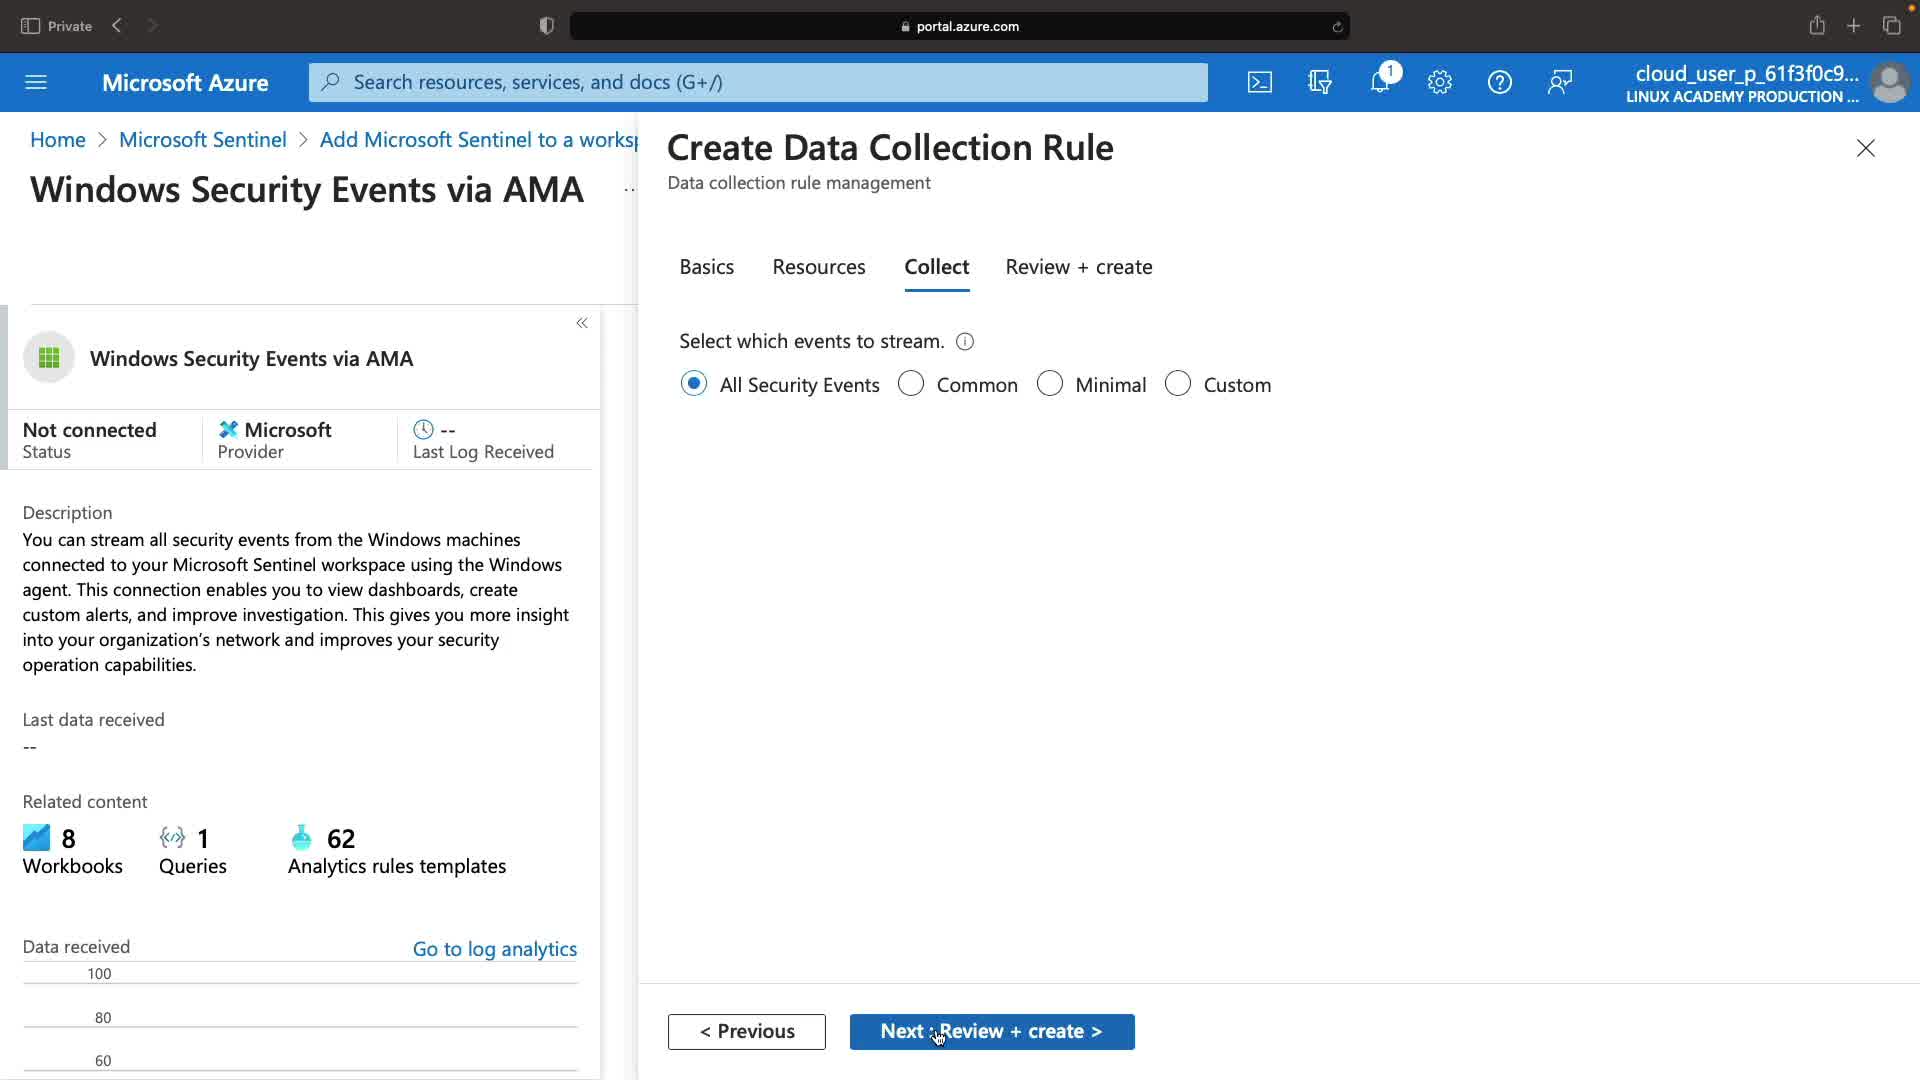 Private
portal.azure.com
Microsoft Azure
Search resources, services, and docs (G+/)
1
cloud_user_p_61f3f0c9...
LINUX ACADEMY PRODUCTION ...
Home > Microsoft Sentinel > Add Microsoft Sentinel to a worksp
Windows Security Events via AMA
Create Data Collection Rule
Data collection rule management
Basics Resources Collect Review + create
Select which events to stream.
All Security Events Common Minimal Custom
Windows Security Events via AMA
Not connected
Status
Microsoft
Provider
--
Last Log Received
Description
You can stream all security events from the Windows machines
connected to your Microsoft Sentinel workspace using the Windows
agent. This connection enables you to view dashboards, create
custom alerts, and improve investigation. This gives you more insight
into your organization's network and improves your security
operation capabilities.
Last data received
--
Related content
8
Workbooks
1
Queries
62
Analytics rules templates
Data received
Go to log analytics
100
80
60
< Previous
Next : Review + create >